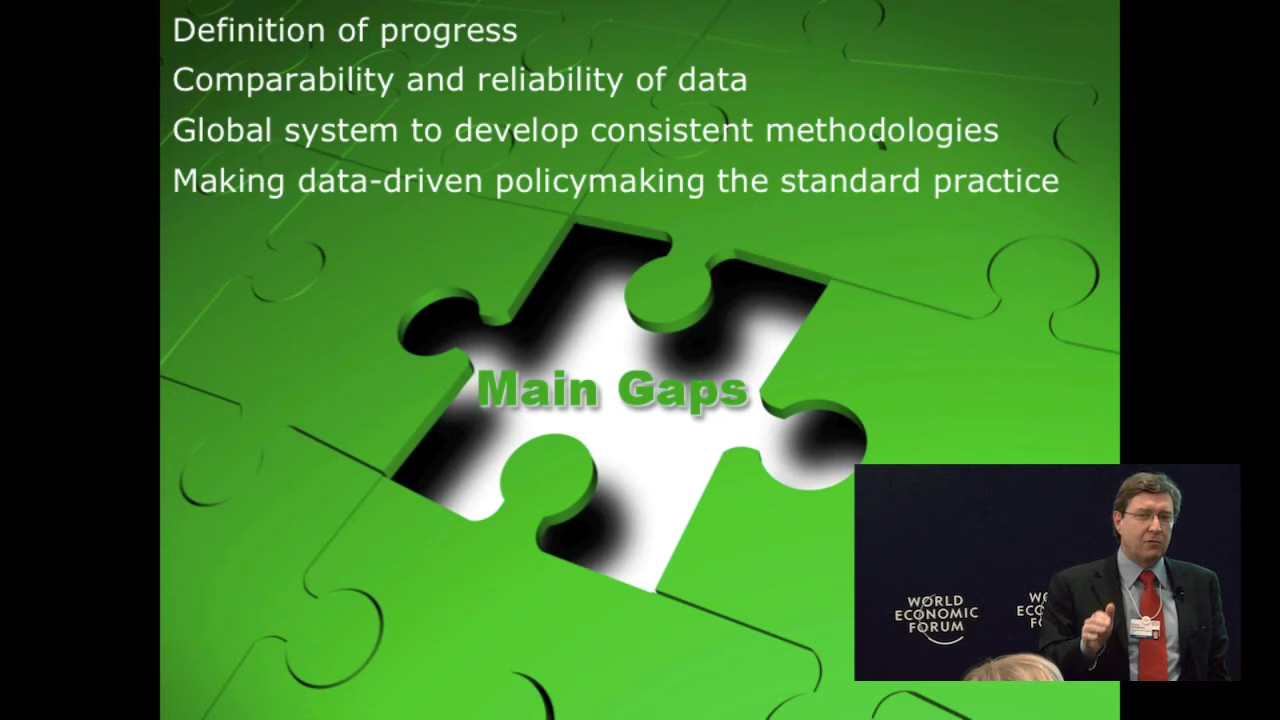 Definition of progress
Comparability and reliability of data
Global system to develop consistent methodologies
Making data-driven policymaking the standard practice
Main Gaps
WORLD
ECONOMIC
FORUM